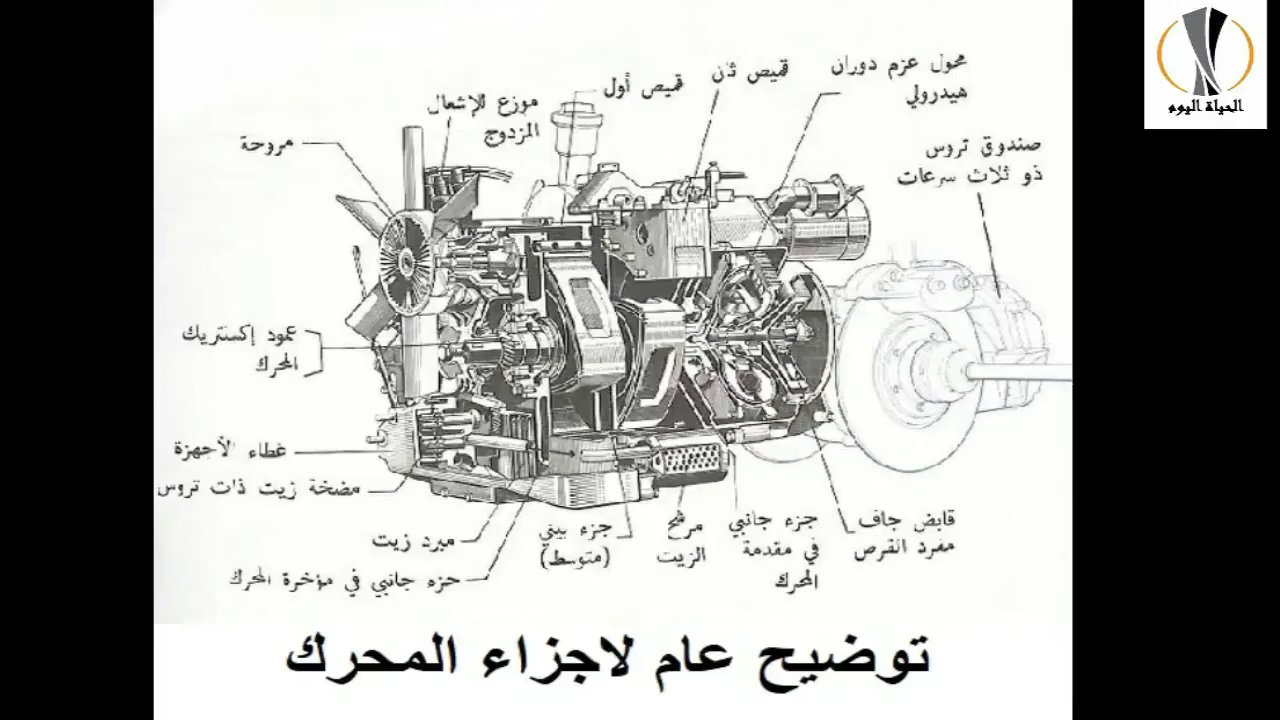 الحياة اليوم
محول عزم دوران
هيدرولي
قميص ثان
قميص أول
موزع للإشعال
المزدوج
مروحة
صندوق تروس
ذو ثلاث سرعات
عمود إكسنتريك
المحرك
غطاء الأجهزة
مضخة زيت ذات تروس
مبرد زيت
جزء جانبي في مؤخرة المحرك
جزء بيني
(متوسط)
مرشح
الزيت
جزء جانبي
في مقدمة
المحرك
قابض جاف
مفرد القرص
توضيح عام لاجزاء المحرك